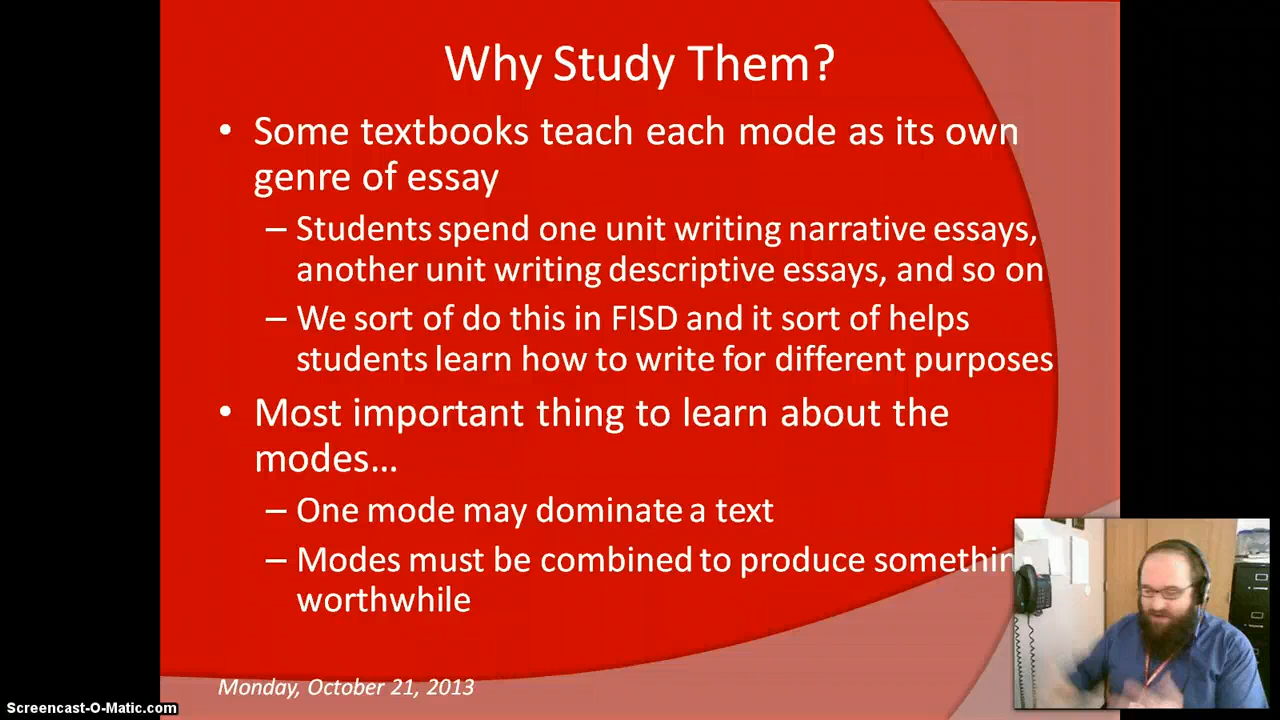 Why Study Them?
• Some textbooks teach each mode as its own
genre of essay
– Students spend one unit writing narrative essays,
another unit writing descriptive essays, and so on
– We sort of do this in FISD and it sort of helps
students learn how to write for different purposes
• Most important thing to learn about the
modes…
– One mode may dominate a text
– Modes must be combined to produce somethin
worthwhile
Monday, October 21, 2013
Screencast-O-Matic.com